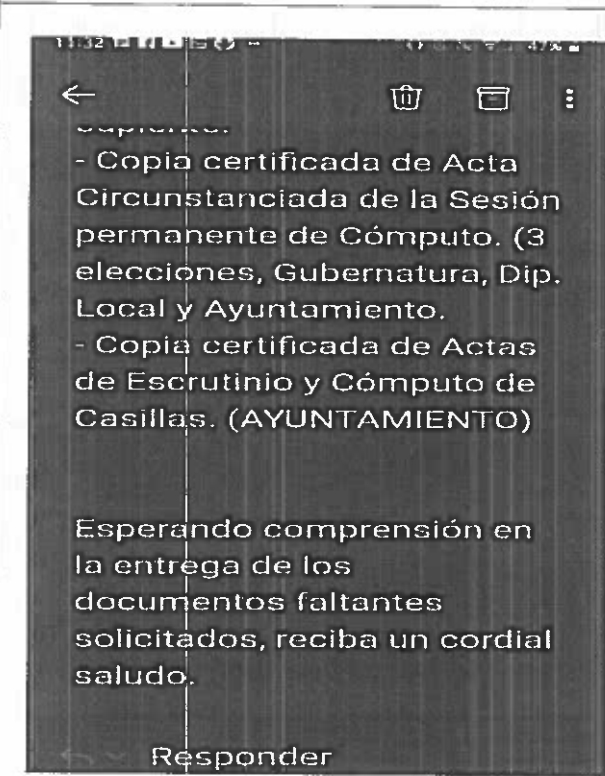 - Copia certificada de Acta
Circunstanciada de la Sesión
permanente de Cómputo. (3
elecciones, Gubernatura, Dip.
Local y Ayuntamiento.
- Copia certificada de Actas
de Escrutinio y Cómputo de
Casillas. (AYUNTAMIENTO)
Esperando comprensión en
la entrega de los
documentos faltantes
solicitados, reciba un cordial
saludo.
Responder